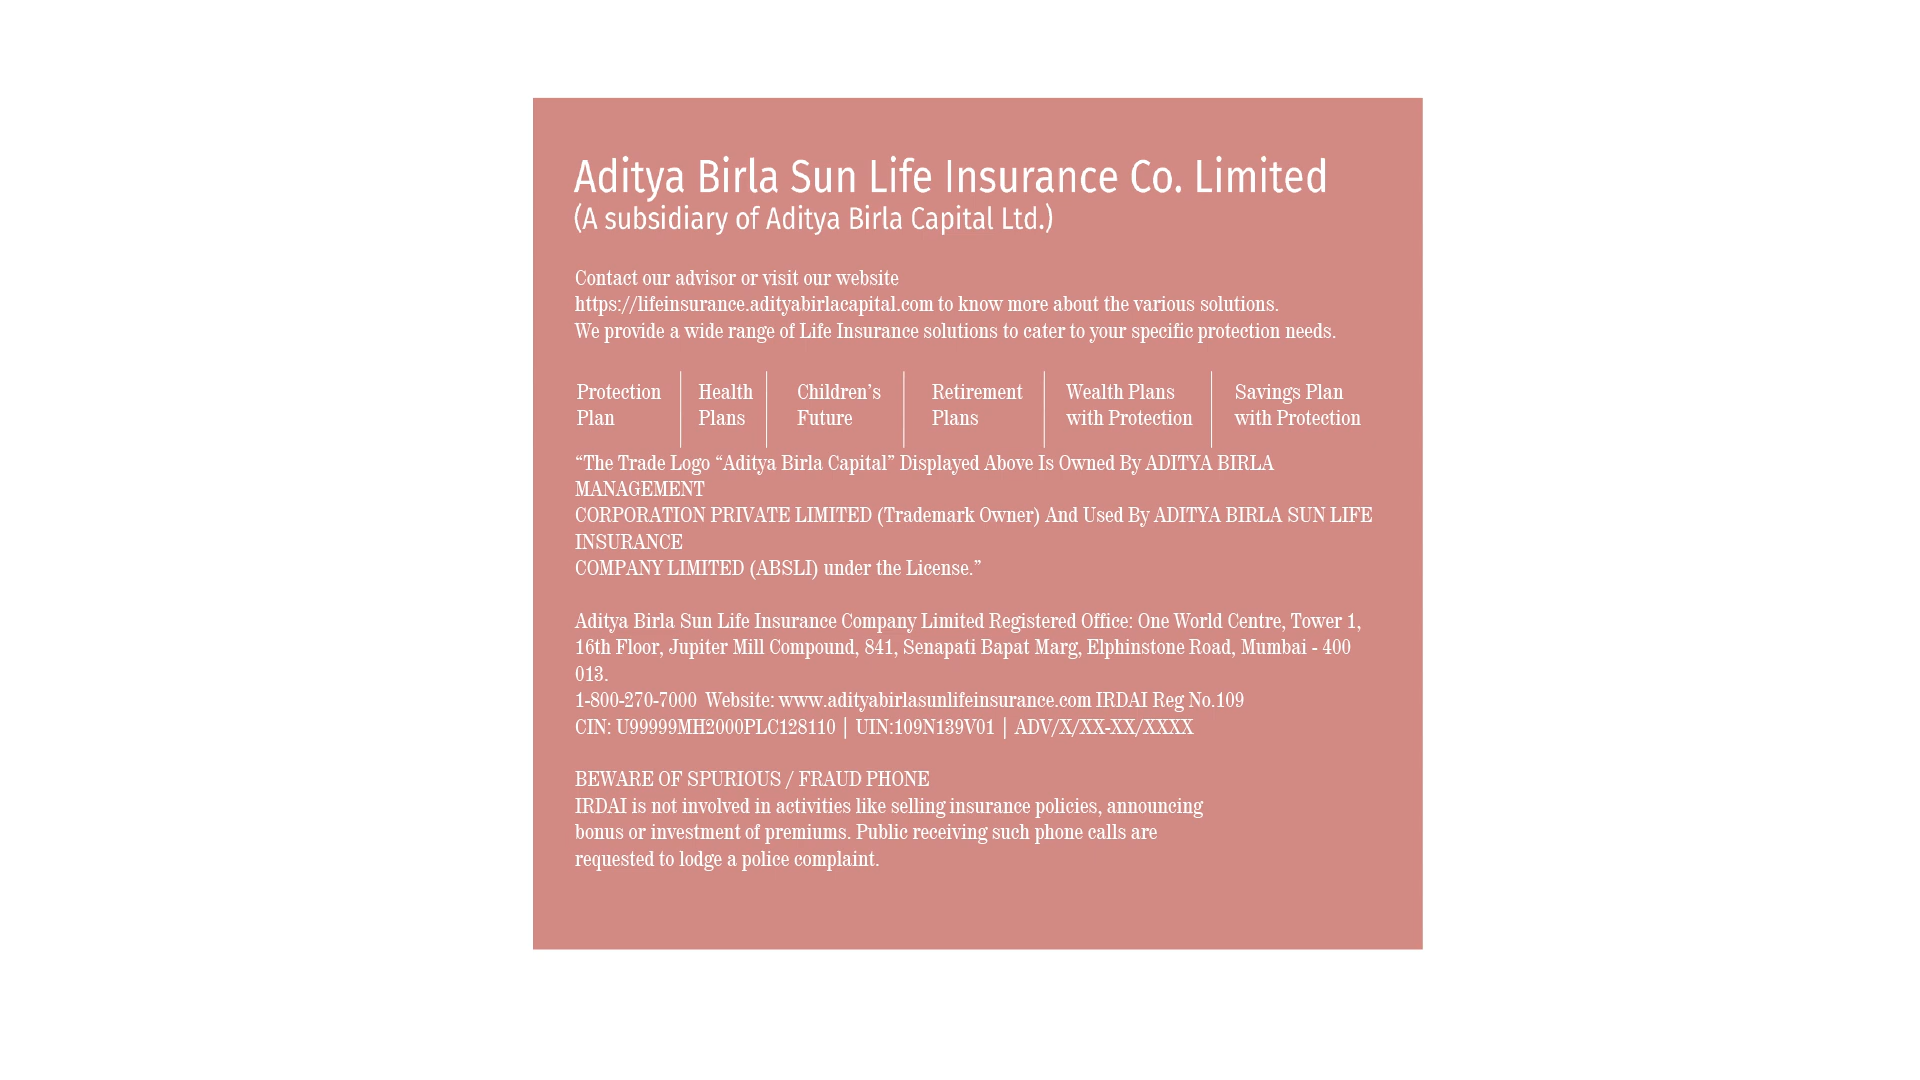 Aditya Birla Sun Life Insurance Co. Limited
(A subsidiary of Aditya Birla Capital Ltd.)
Contact our advisor or visit our website
https://lifeinsurance.adityabirlacapital.com to know more about the various solutions.
We provide a wide range of Life Insurance solutions to cater to your specific protection needs.
Protection Plan
Health Plans
Children’s Future
Retirement Plans
Wealth Plans with Protection
Savings Plan with Protection
“The Trade Logo “Aditya Birla Capital” Displayed Above Is Owned By ADITYA BIRLA
MANAGEMENT
CORPORATION PRIVATE LIMITED (Trademark Owner) And Used By ADITYA BIRLA SUN LIFE
INSURANCE
COMPANY LIMITED (ABSLI) under the License.”
Aditya Birla Sun Life Insurance Company Limited Registered Office: One World Centre, Tower 1,
16th Floor, Jupiter Mill Compound, 841, Senapati Bapat Marg, Elphinstone Road, Mumbai - 400
013.
1-800-270-7000 Website: www.adityabirlasunlifeinsurance.com IRDAI Reg No.109
CIN: U99999MH2000PLC128110 | UIN:109N139V01 | ADV/X/XX-XX/XXXX
BEWARE OF SPURIOUS / FRAUD PHONE
IRDAI is not involved in activities like selling insurance policies, announcing
bonus or investment of premiums. Public receiving such phone calls are
requested to lodge a police complaint.